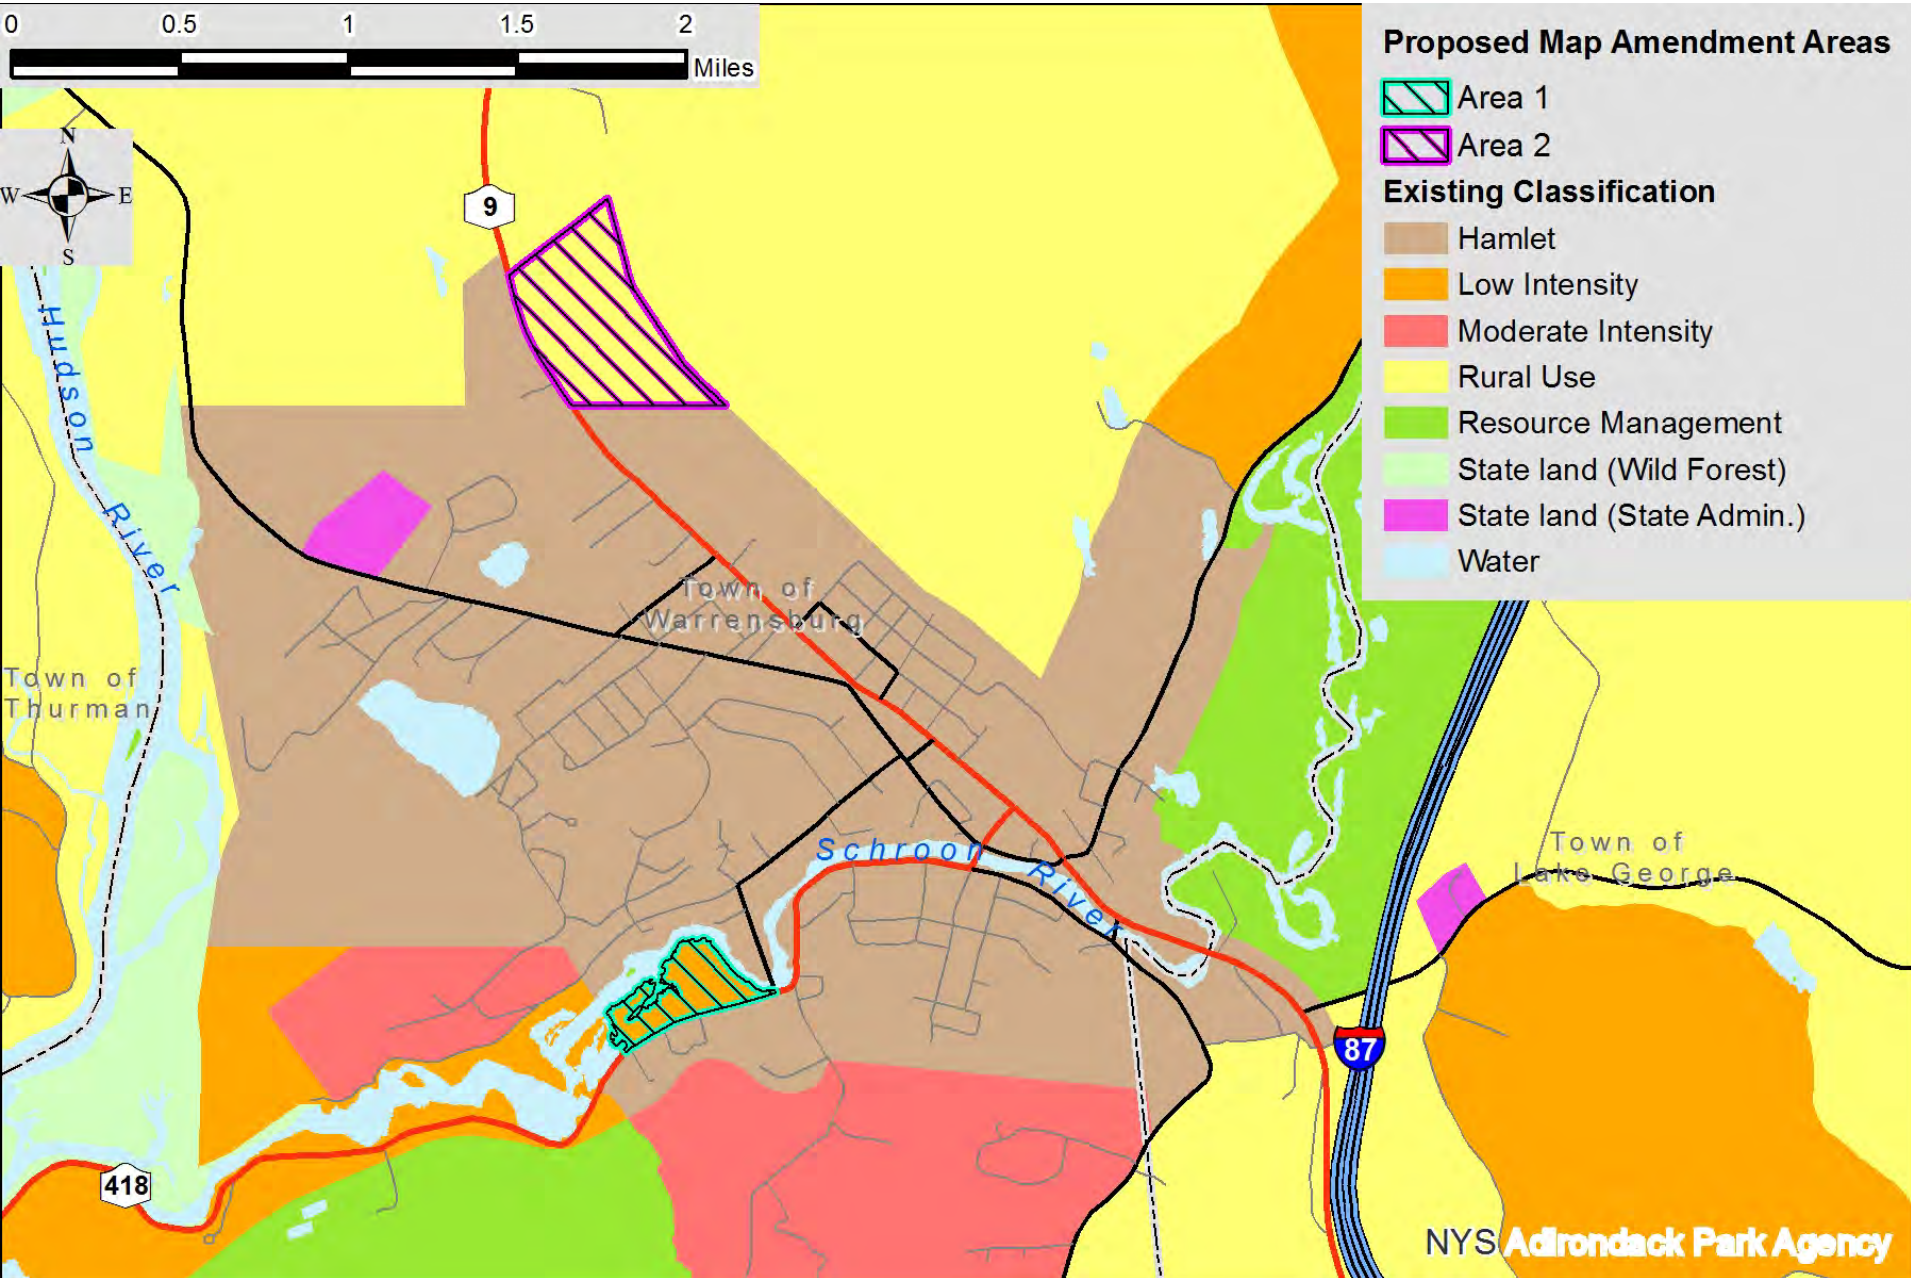 0 0.5 1 1.5 2
Miles
N
W E
S
Proposed Map Amendment Areas
Area 1
Area 2
Existing Classification
Hamlet
Low Intensity
Moderate Intensity
Rural Use
Resource Management
State land (Wild Forest)
State land (State Admin.)
Water
9
Hudson
River
Town of
Warrensburg
Town of
Thurman
Schroon
River
Town of
Lake George
87
418
NYS Adirondack Park Agency